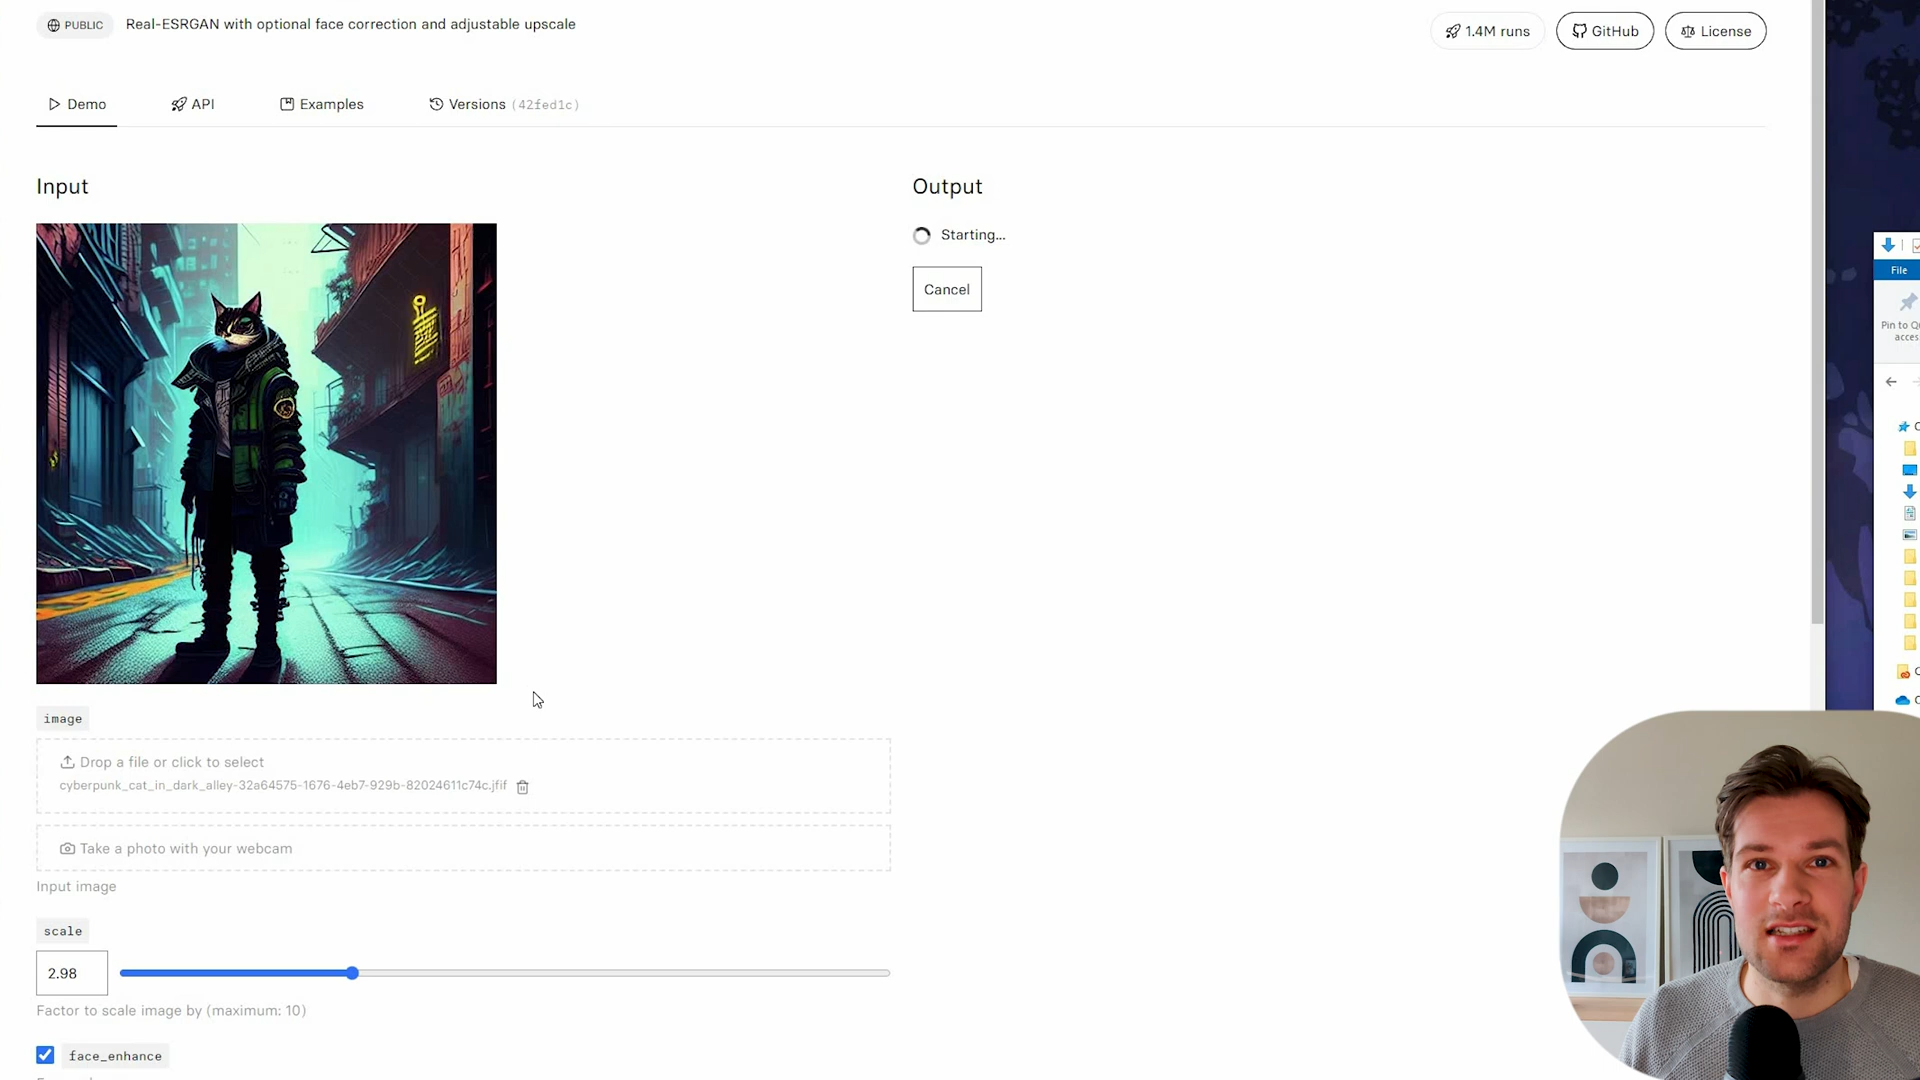 PUBLIC
Real-ESRGAN with optional face correction and adjustable upscale
1.4M runs
GitHub
License
Demo
API
Examples
Versions (42fed1c)
Input
Output
Starting...
Cancel
File
Pin to
image
Drop a file or click to select
cyberpunk_cat_in_dark_alley-32a64575-1676-4eb7-929b-82024611c74c.jfif
Take a photo with your webcam
Input image
scale
2.98
Factor to scale image by (maximum: 10)
face_enhance